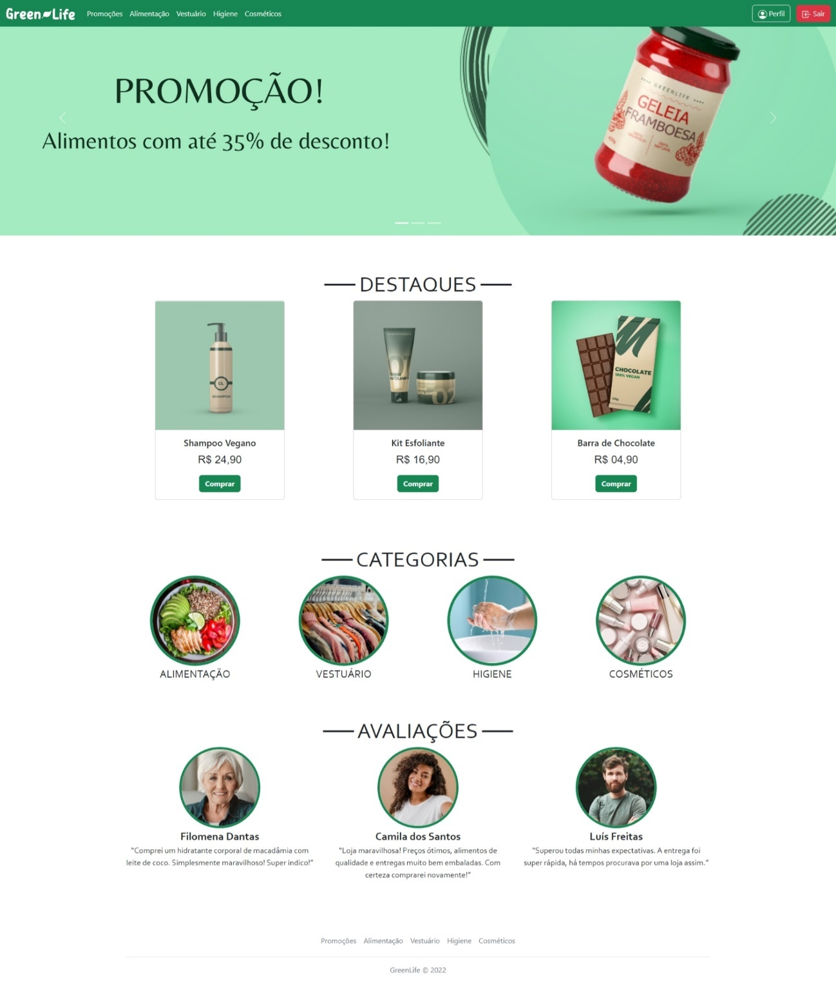 Green Life
Promoções Alimentação Vestuário Higiene Cosméticos
Perfil
Sair
PROMOÇÃO!
Alimentos com até 35% de desconto!
GREENLIFE
GELEIA
FRAMBOESA
DESTAQUES
GL
SHAMPOO
CHOCOLATE
100% VEGAN
Shampoo Vegano
R$ 24,90
Comprar
Kit Esfoliante
R$ 16,90
Comprar
Barra de Chocolate
R$ 04,90
Comprar
CATEGORIAS
ALIMENTAÇÃO
VESTUÁRIO
HIGIENE
COSMÉTICOS
AVALIAÇÕES
Filomena Dantas
“Comprei um hidratante corporal de macadâmia com
leite de coco. Simplesmente maravilhoso! Super indico!”
Camila dos Santos
“Loja maravilhosa! Preços ótimos, alimentos de
qualidade e entregas muito bem embaladas. Com
certeza comprarei novamente!”
Luís Freitas
“Superou todas minhas expectativas. A entrega foi
super rápida, há tempos procurava por uma loja assim.”
Promoções Alimentação Vestuário Higiene Cosméticos
GreenLife © 2022